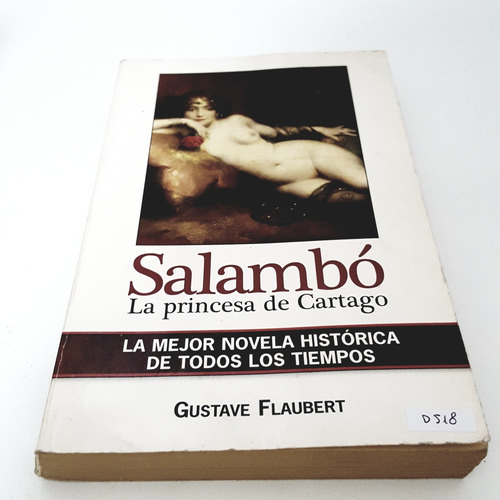 Salambó
La princesa de Cartago
LA MEJOR NOVELA HISTÓRICA
DE TODOS LOS TIEMPOS
GUSTAVE FLAUBERT
D518